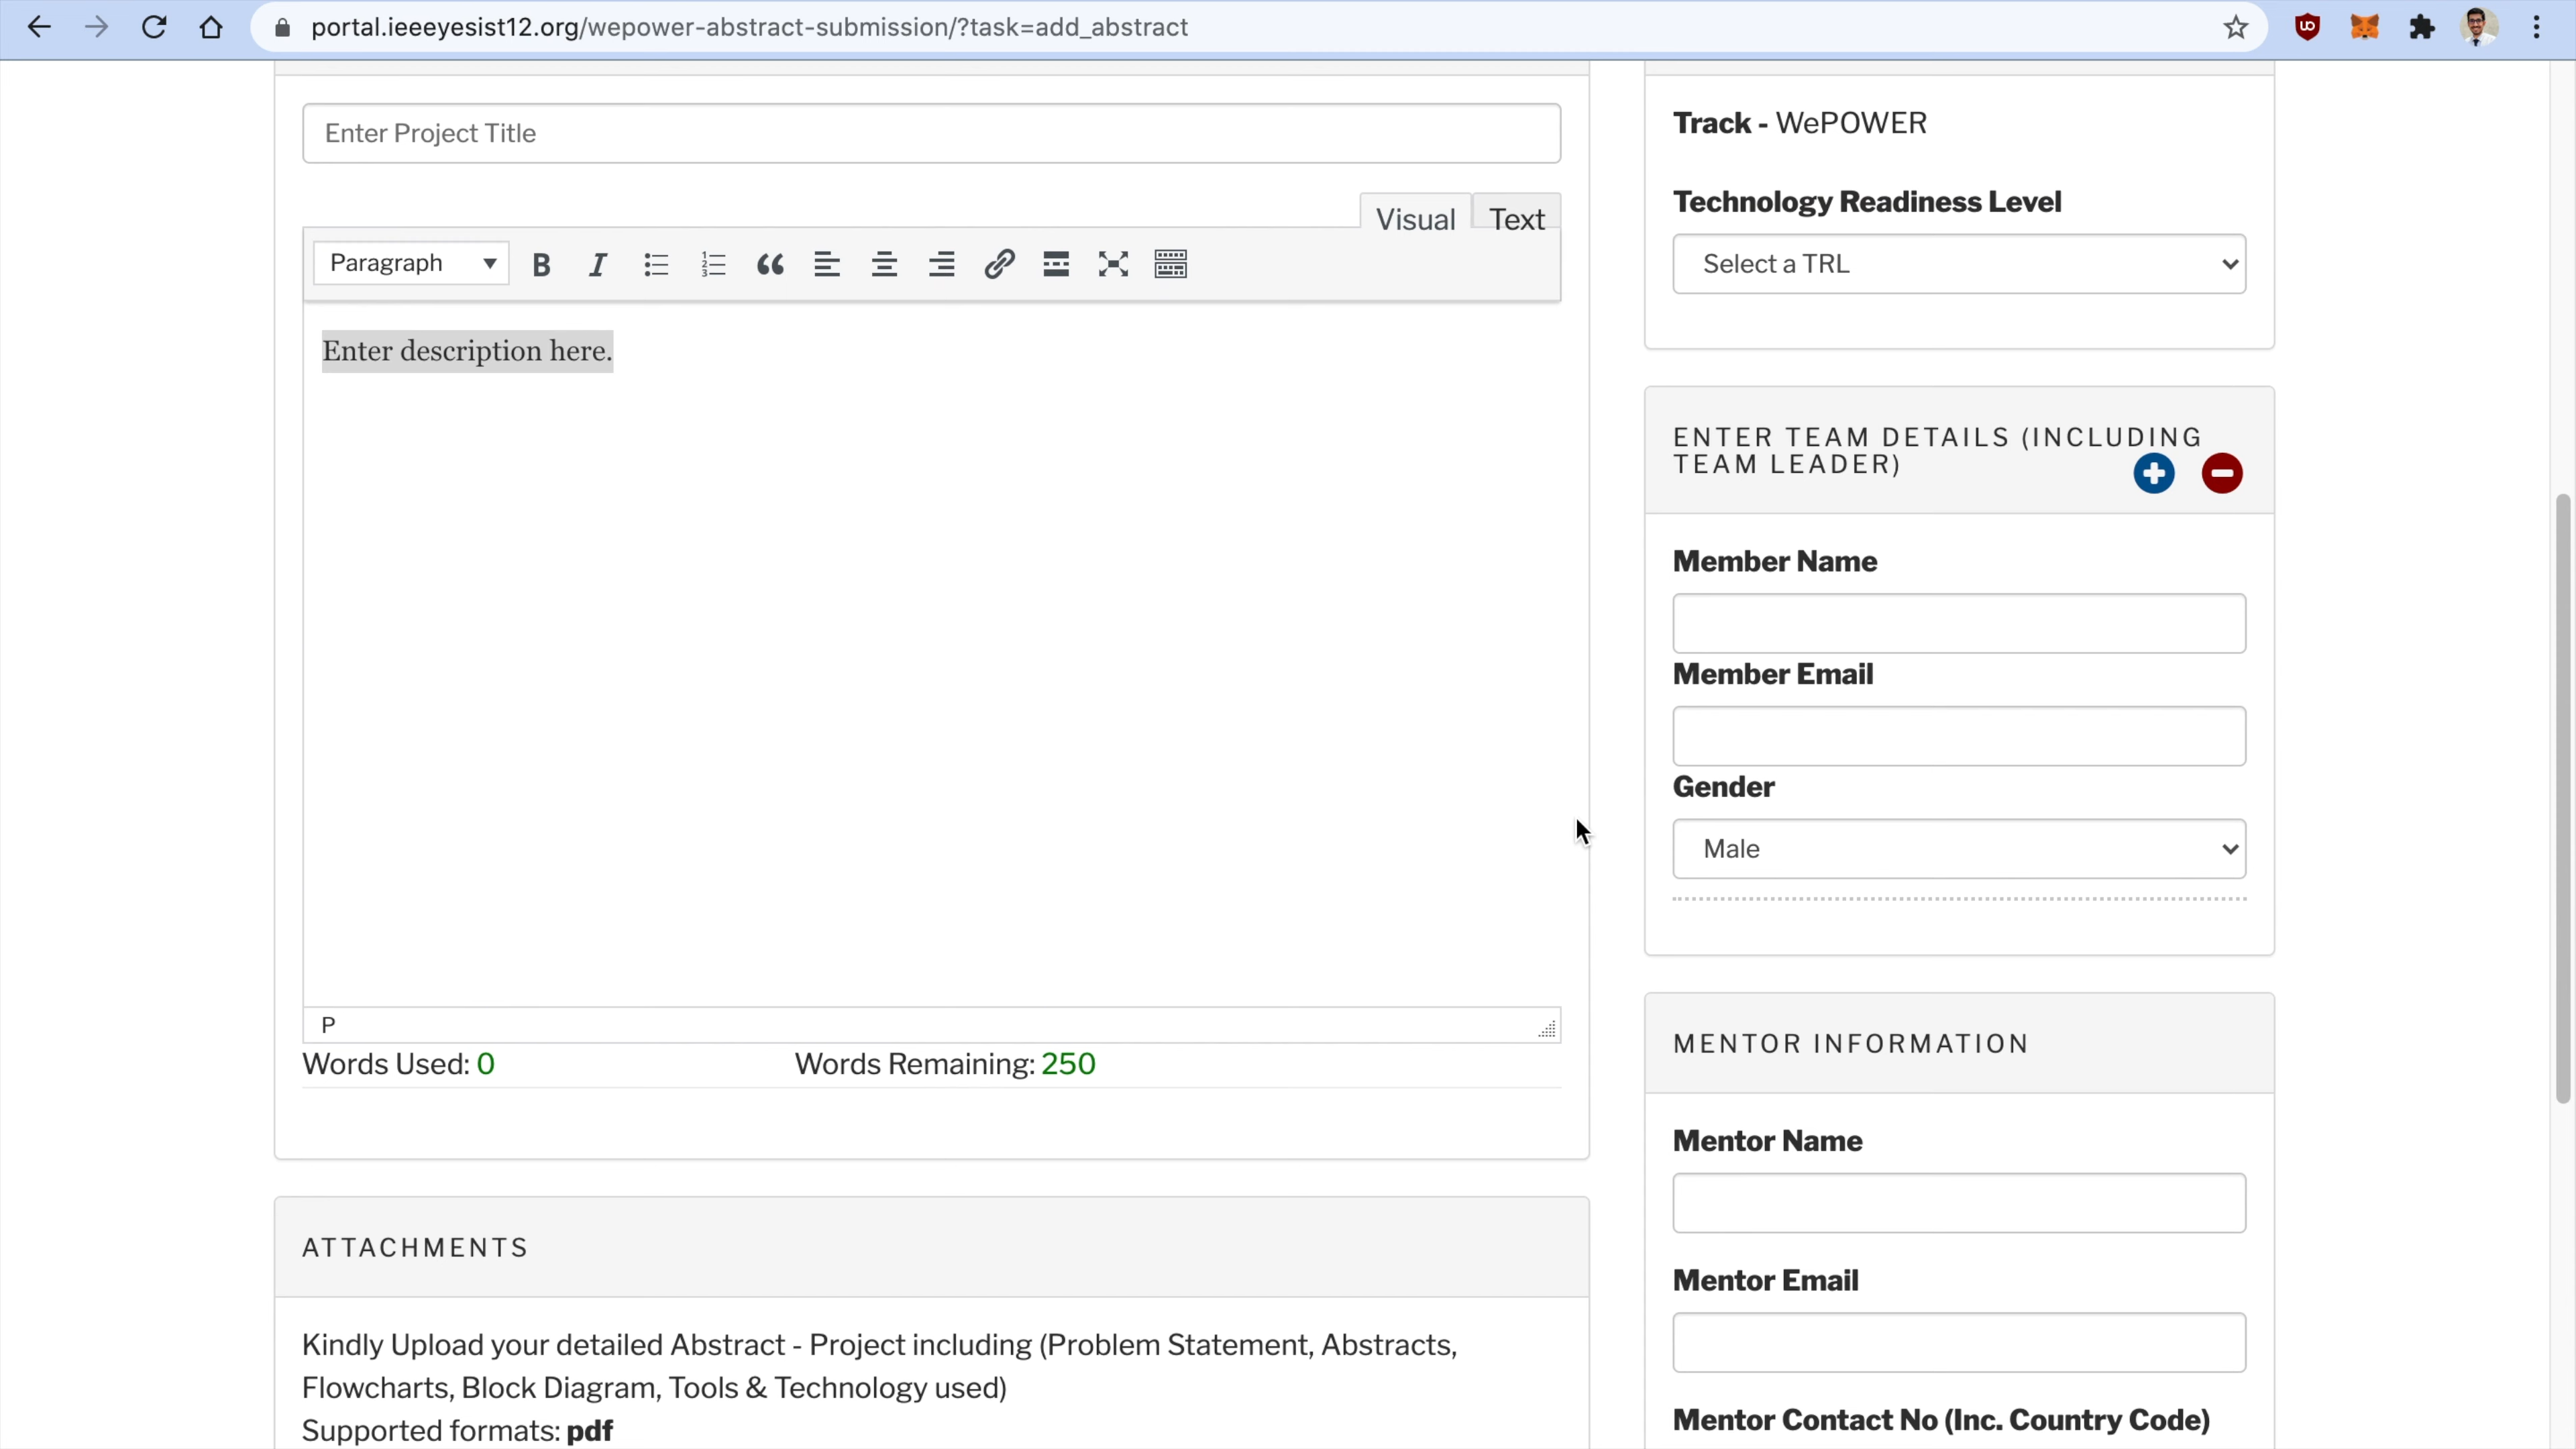 portal.ieeeyesist12.org/wepower-abstract-submission/?task=add_abstract
Enter Project Title
Visual
Text
Paragraph
Enter description here.
P
Words Used: 0
Words Remaining: 250
ATTACHMENTS
Kindly Upload your detailed Abstract - Project including (Problem Statement, Abstracts,
Flowcharts, Block Diagram, Tools & Technology used)
Supported formats: pdf
Track - WePOWER
Technology Readiness Level
Select a TRL
ENTER TEAM DETAILS (INCLUDING
TEAM LEADER)
Member Name
Member Email
Gender
Male
MENTOR INFORMATION
Mentor Name
Mentor Email
Mentor Contact No (Inc. Country Code)